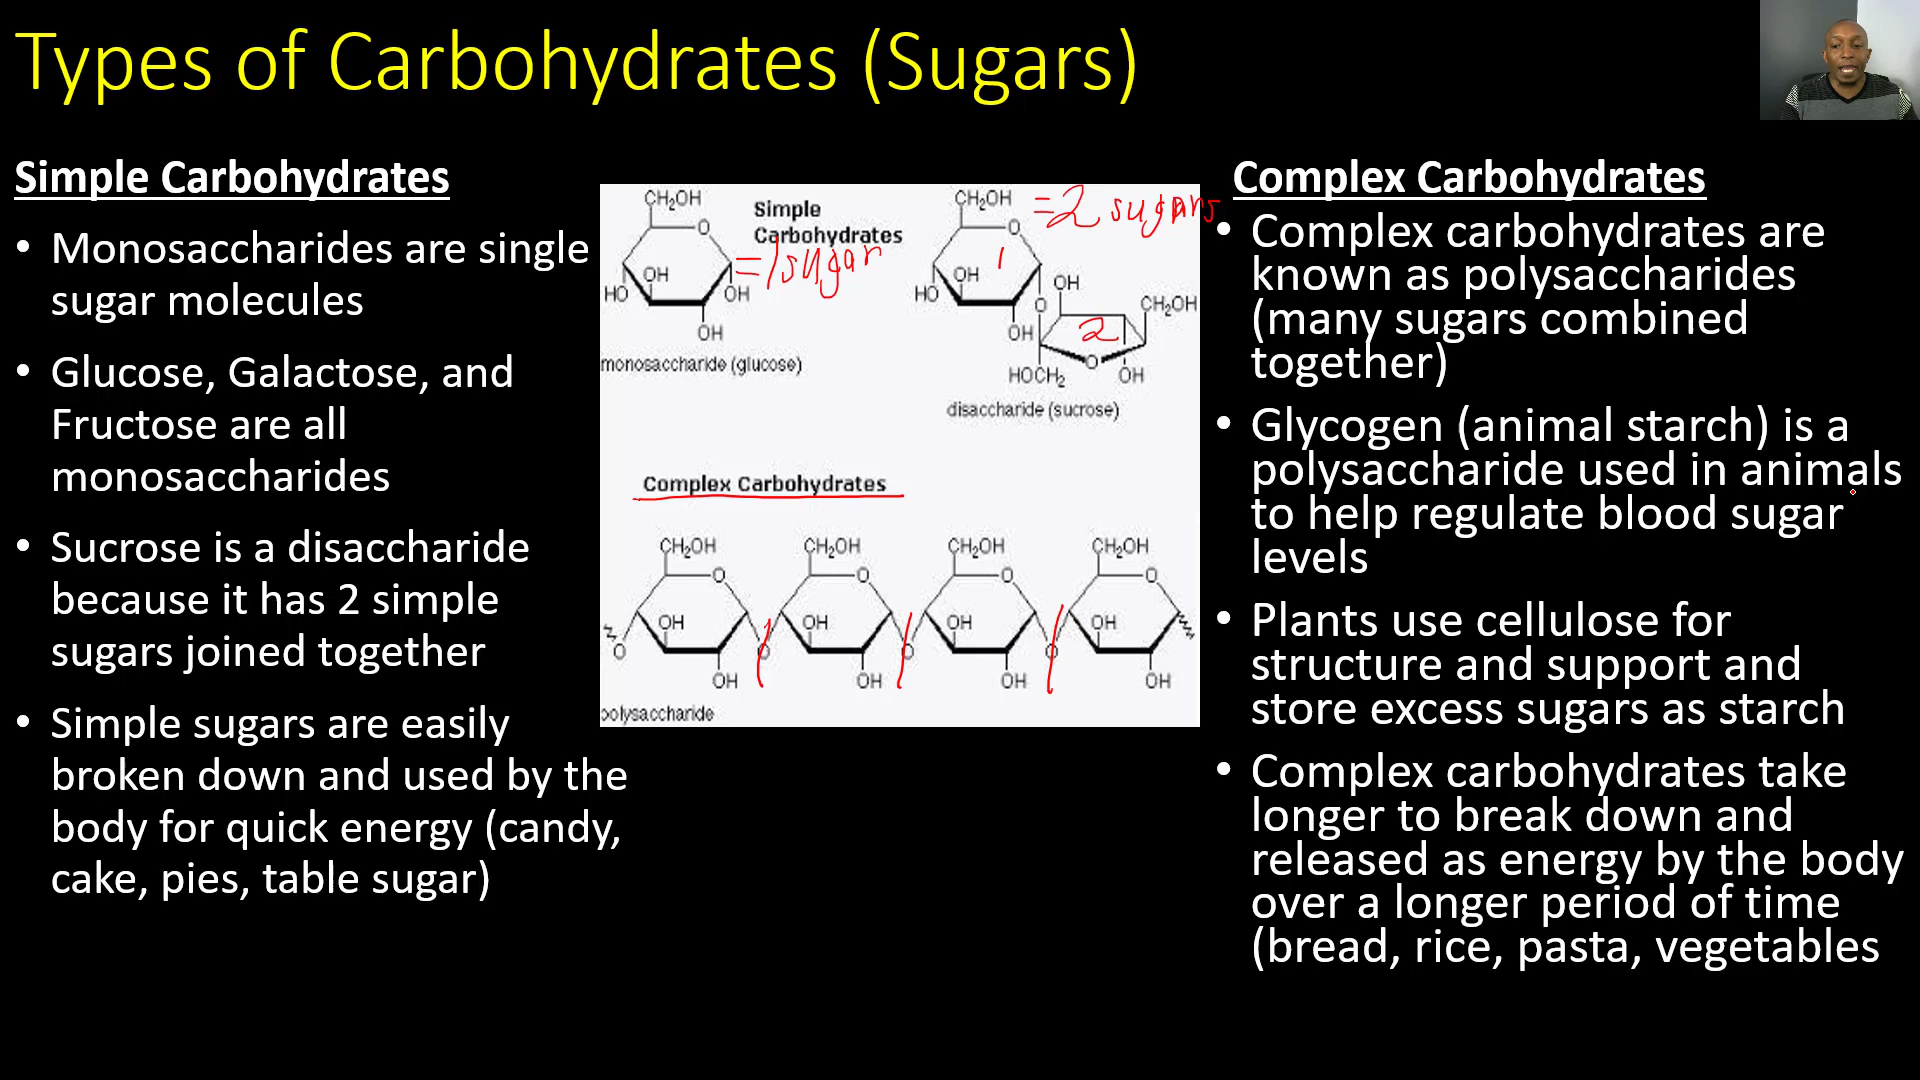 Types of Carbohydrates (Sugars)
Simple Carbohydrates
• Monosaccharides are single
sugar molecules
• Glucose, Galactose, and
Fructose are all
monosaccharides
• Sucrose is a disaccharide
because it has 2 simple
sugars joined together
• Simple sugars are easily
broken down and used by the
body for quick energy (candy,
cake, pies, table sugar)
CH₂OH
O
OH
HO
OH
OH
monosaccharide (glucose)
Simple
Carbohydrates
=1 sugar
CH₂OH
=2 sugars
O
1
OH
HO
OH
O
OH
CH₂OH
2
O
HOCH₂
OH
disaccharide (sucrose)
Complex Carbohydrates
CH₂OH CH₂OH CH₂OH CH₂OH
O O O O
OH OH OH OH
O O O O
OH OH OH OH
polysaccharide
Complex Carbohydrates
• Complex carbohydrates are
known as polysaccharides
(many sugars combined
together)
• Glycogen (animal starch) is a
polysaccharide used in animals
to help regulate blood sugar
levels
• Plants use cellulose for
structure and support and
store excess sugars as starch
• Complex carbohydrates take
longer to break down and
released as energy by the body
over a longer period of time
(bread, rice, pasta, vegetables